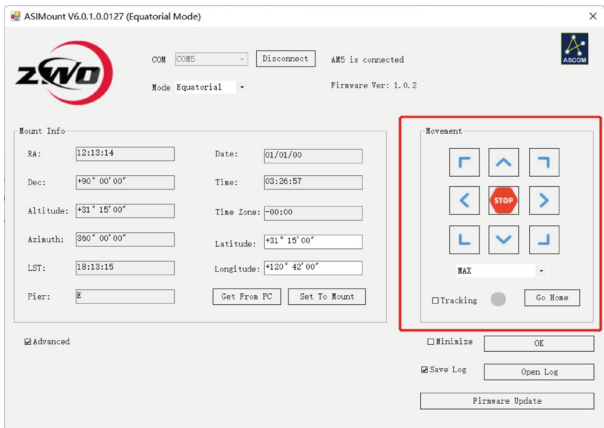 ASIMount V6.0.1.0.0127 (Equatorial Mode)
ZWO
COM COM5 Disconnect AM5 is connected
ASCOM
Mode Equatorial Firmware Ver: 1.0.2
Mount Info
RA: 12:13:14
Dec: +90° 00′00″
Altitude: +31° 15′00″
Azimuth: 360° 00′00″
LST: 18:13:15
Pier: E
Date: 01/01/00
Time: 03:26:57
Time Zone: -00:00
Latitude: +31° 15′00″
Longitude: +120° 42′00″
Get From PC Set To Mount
Movement
STOP
MAX
Tracking Go Home
Advanced
Minimize OK
Save Log Open Log
Firmware Update